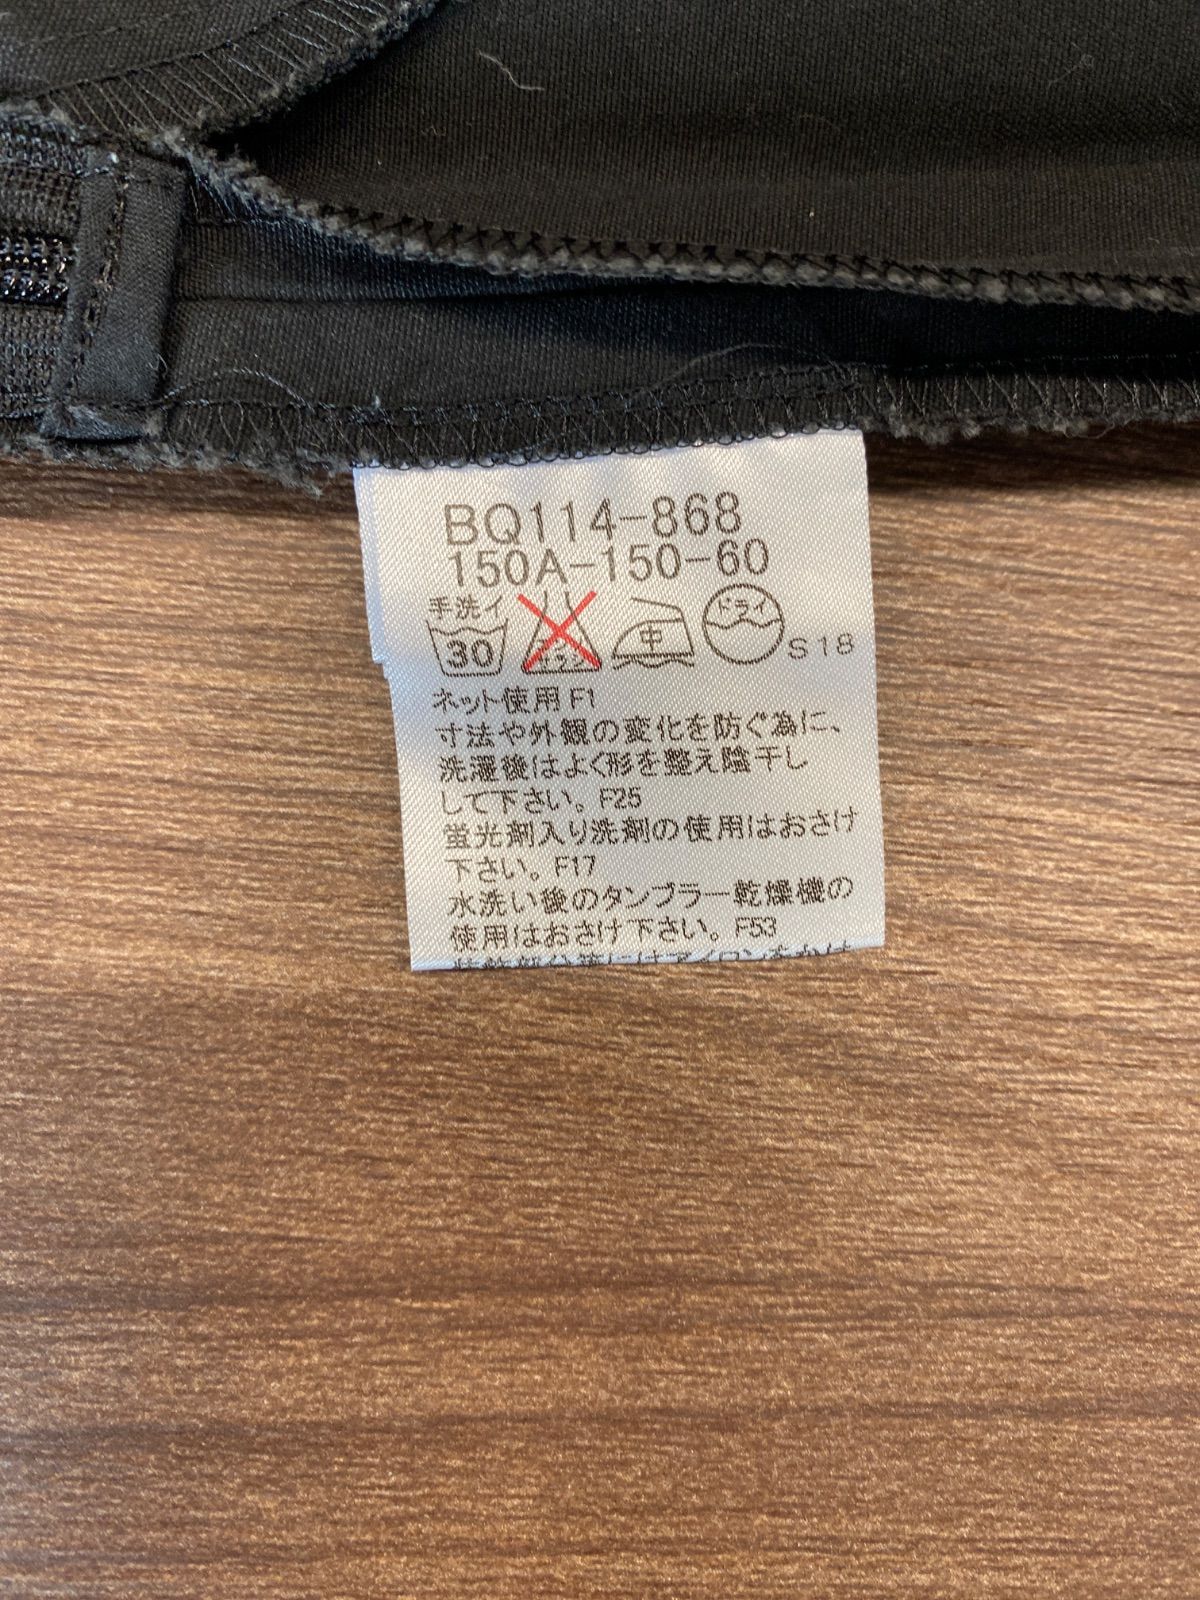 BQ114-868
150A-150-60
手洗イ
30
中
ドライ
S18
ネット使用 F1
寸法や外観の変化を防ぐ為に、
洗濯後はよく形を整え陰干し
して下さい。F25
蛍光剤入り洗剤の使用はおさけ
下さい。F17
水洗い後のタンブラー乾燥機の
使用はおさけ下さい。F53